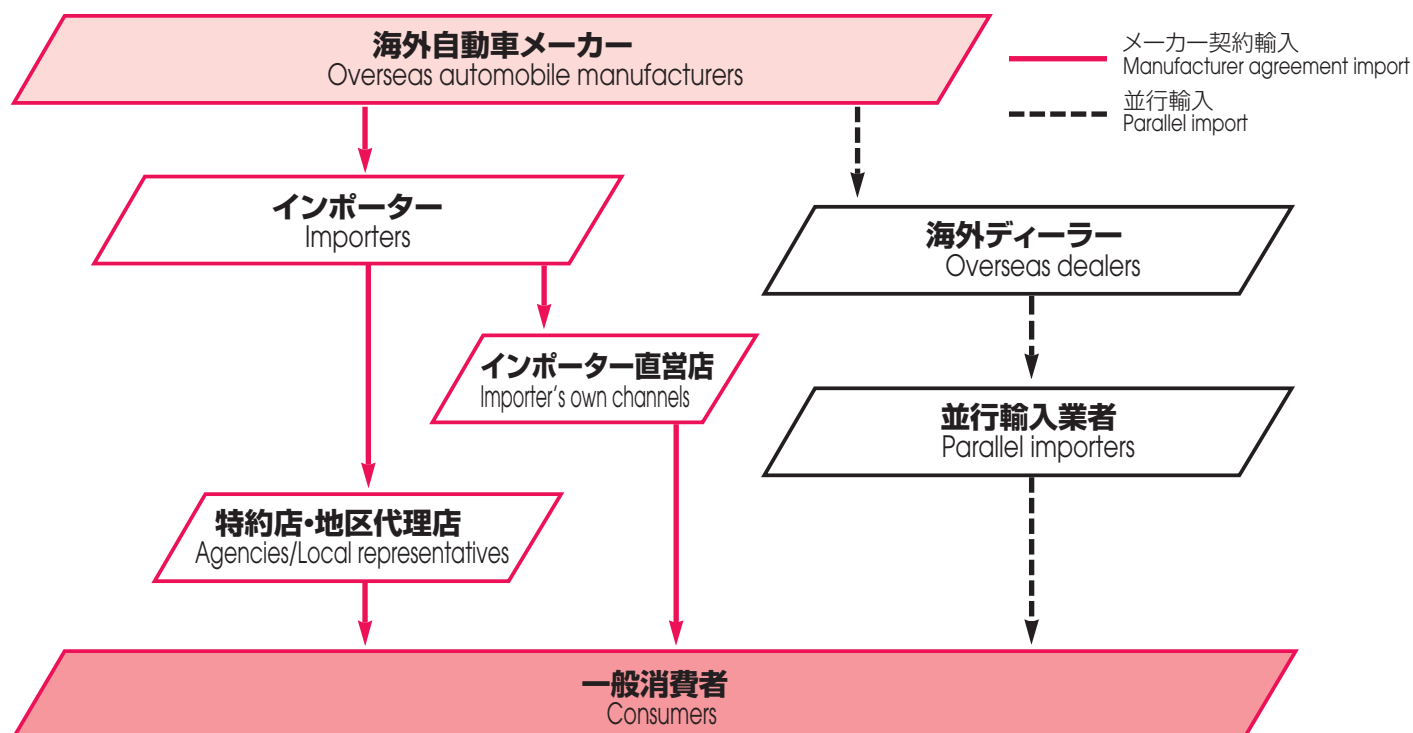 海外自動車メーカー
Overseas automobile manufacturers
メーカー契約輸入
Manufacturer agreement import
並行輸入
Parallel import
インポーター
Importers
海外ディーラー
Overseas dealers
インポーター直営店
Importer's own channels
並行輸入業者
Parallel importers
特約店・地区代理店
Agencies/Local representatives
一般消費者
Consumers